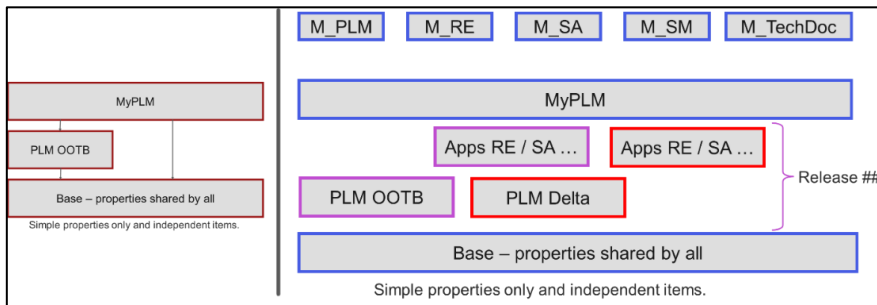 MyPLM
PLM OOTB
Base – properties shared by all
Simple properties only and independent items.
M_PLM
M_RE
M_SA
M_SM
M_TechDoc
MyPLM
Apps RE / SA ...
Apps RE / SA ...
PLM OOTB
PLM Delta
Release ##
Base – properties shared by all
Simple properties only and independent items.